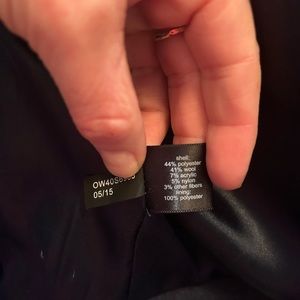 05/15
shell:
44% polyester
41% wool
7% acrylic
5% nylon
3% other fibers
lining:
100% polyester